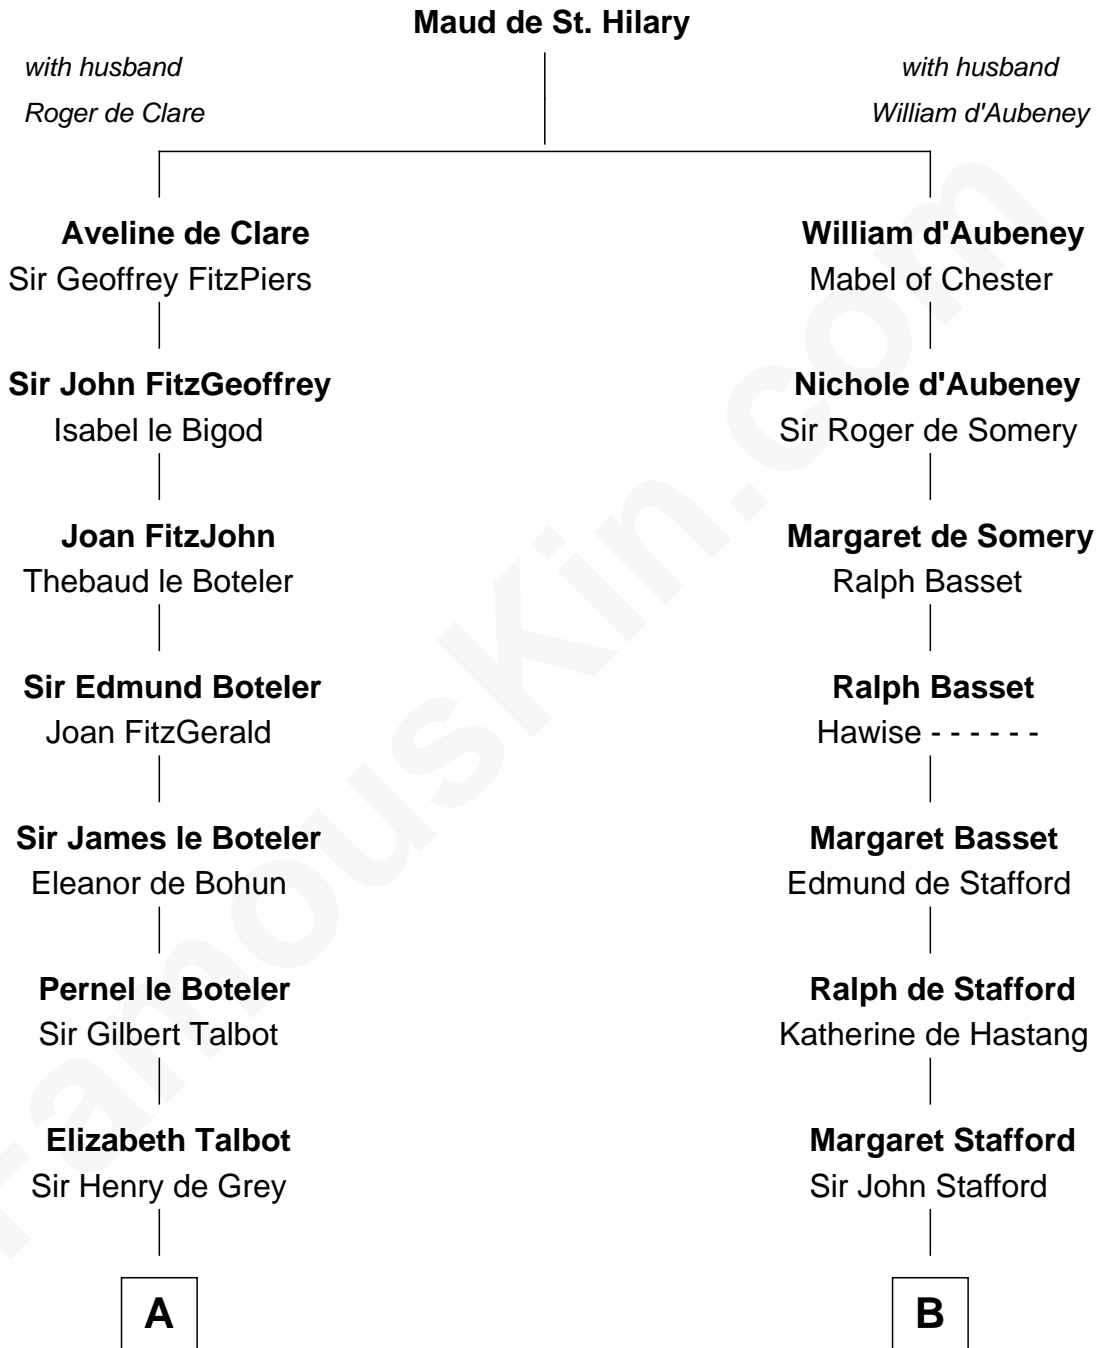 Maud de St. Hilary
with husband
Roger de Clare
with husband
William d'Aubeney
Aveline de Clare
Sir Geoffrey FitzPiers
William d'Aubeney
Mabel of Chester
Sir John FitzGeoffrey
Isabel le Bigod
Nichole d'Aubeney
Sir Roger de Somery
Joan FitzJohn
Thebaud le Boteler
Margaret de Somery
Ralph Basset
Sir Edmund Boteler
Joan FitzGerald
Ralph Basset
Hawise - - - - - -
Sir James le Boteler
Eleanor de Bohun
Margaret Basset
Edmund de Stafford
Pernel le Boteler
Sir Gilbert Talbot
Ralph de Stafford
Katherine de Hastang
Elizabeth Talbot
Sir Henry de Grey
Margaret Stafford
Sir John Stafford
A
B
FamousKin.com